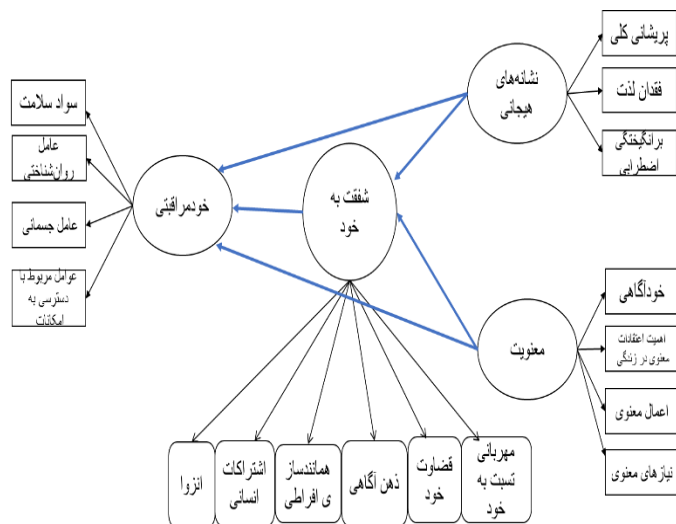 پریشانی کلی
فقدان لذت
برانگیختگی
اضطرابی
نشانه‌های
هیجانی
شفقت به
خود
خودمراقبتی
سواد سلامت
عامل
روان‌شناختی
عامل جسمانی
عوامل مربوط با
دسترسی به
امکانات
معنویت
خودآگاهی
اهمیت اعتقادات
معنوی در زندگی
اعمال معنوی
نیازهای معنوی
مهربانی
تسبت به
خود
قضاوت
خود
ذهن آگاهی
همانندساز
ی افراطی
اشتراکات
انسانی
انزوا